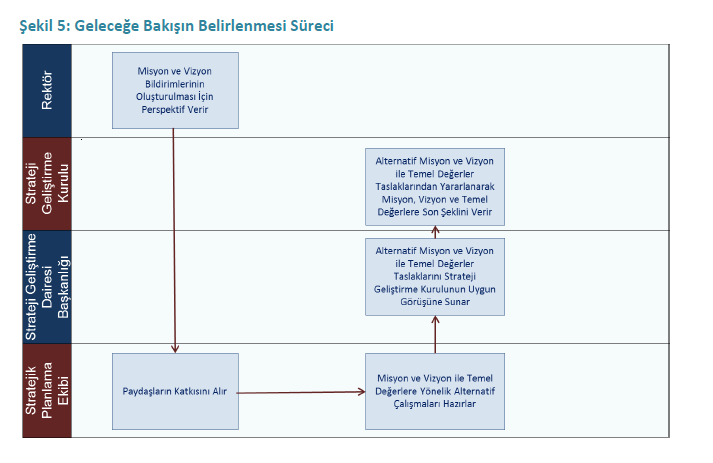 Şekil 5: Geleceğe Bakışın Belirlenmesi Süreci
Rektör
Misyon ve Vizyon
Bildirimlerinin
Oluşturulması İçin
Perspektif Verir
Strateji
Geliştirme
Kurulu
Alternatif Misyon ve Vizyon
ile Temel Değerler
Taslaklarından Yararlanarak
Misyon, Vizyon ve Temel
Değerlere Son Şeklini Verir
Strateji Geliştirme
Dairesi
Başkanlığı
Alternatif Misyon ve Vizyon
ile Temel Değerler
Taslaklarını Strateji
Geliştirme Kurulunun Uygun
Görüşüne Sunar
Stratejik
Planlama
Ekibi
Paydaşların Katkısını Alır
Misyon ve Vizyon ile Temel
Değerlere Yönelik Alternatif
Çalışmaları Hazırlar